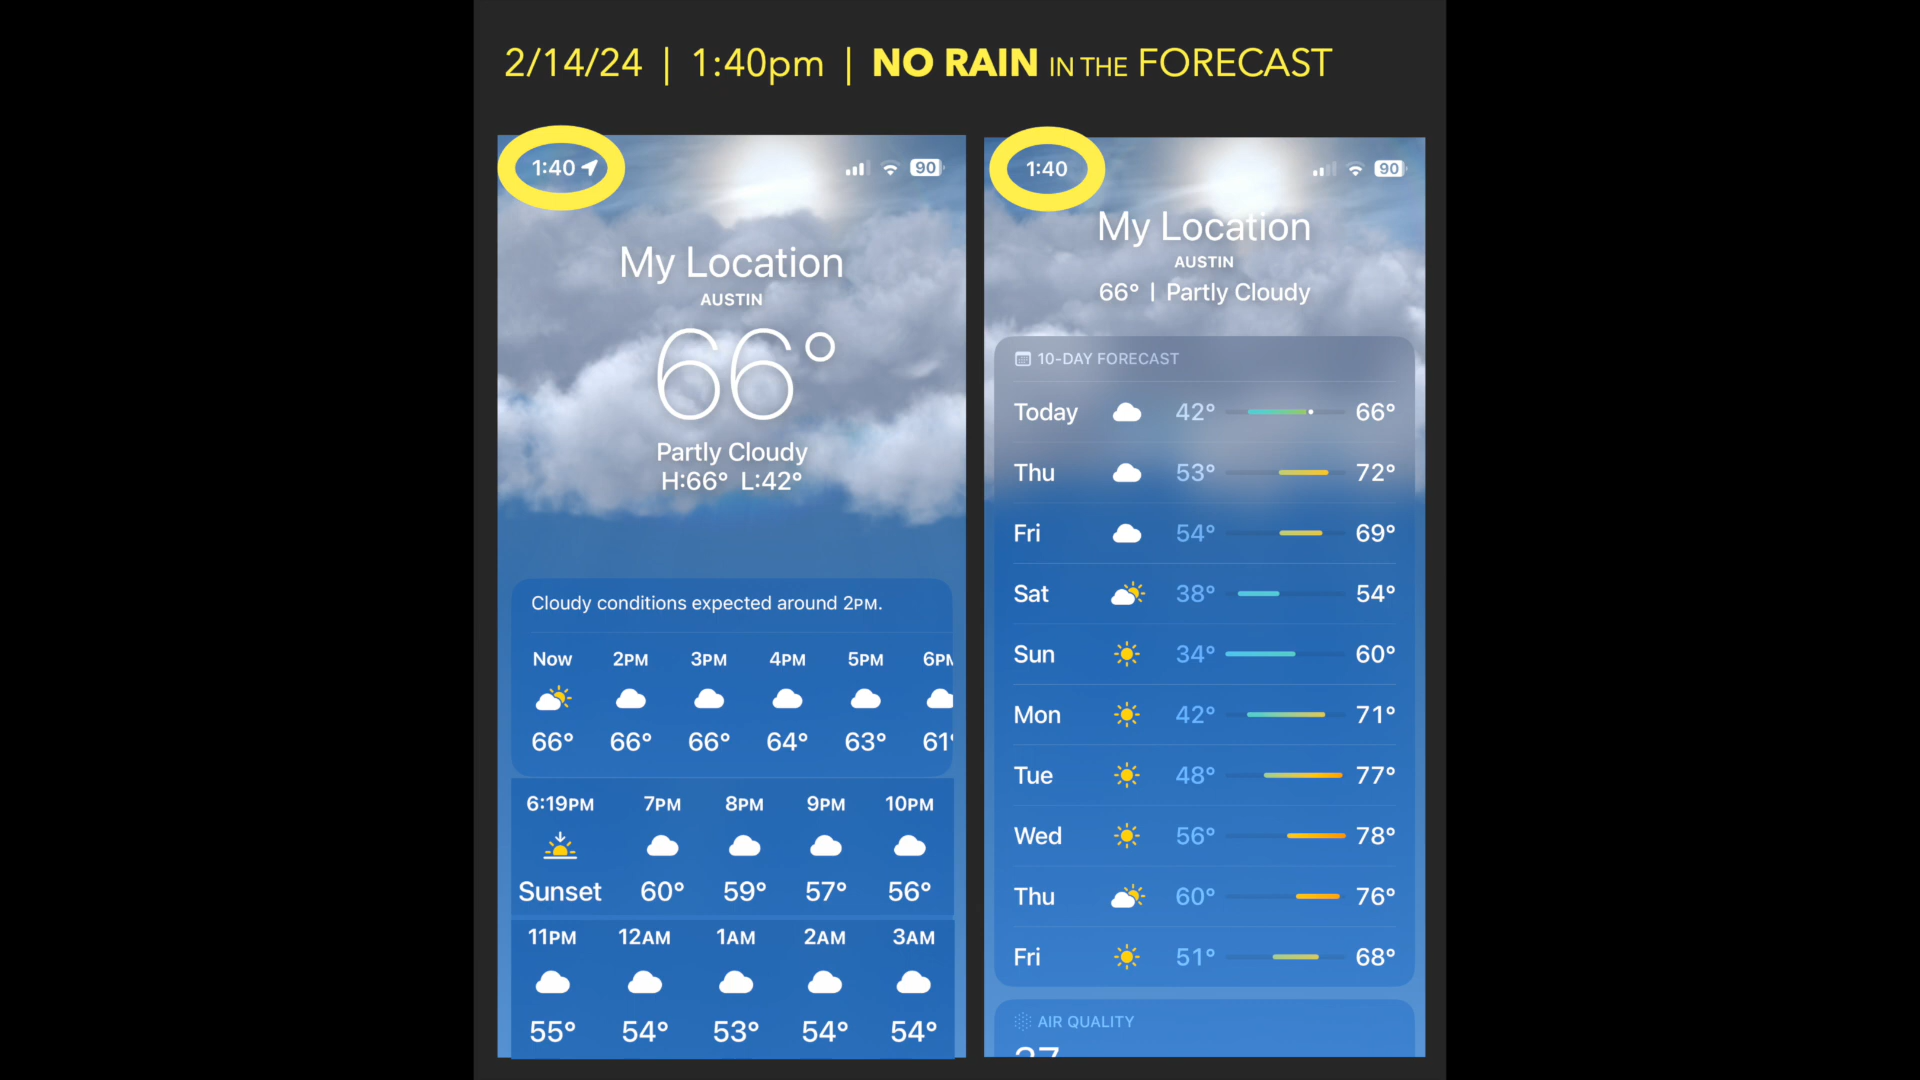 2/14/24 | 1:40pm | NO RAIN IN THE FORECAST
1:40
90
My Location
AUSTIN
66°
Partly Cloudy
H:66° L:42°
Cloudy conditions expected around 2PM.
Now 2PM 3PM 4PM 5PM 6PM
66° 66° 66° 64° 63° 61°
6:19PM 7PM 8PM 9PM 10PM
Sunset 60° 59° 57° 56°
11PM 12AM 1AM 2AM 3AM
55° 54° 53° 54° 54°
1:40
90
My Location
AUSTIN
66° | Partly Cloudy
10-DAY FORECAST
Today 42° 66°
Thu 53° 72°
Fri 54° 69°
Sat 38° 54°
Sun 34° 60°
Mon 42° 71°
Tue 48° 77°
Wed 56° 78°
Thu 60° 76°
Fri 51° 68°
AIR QUALITY